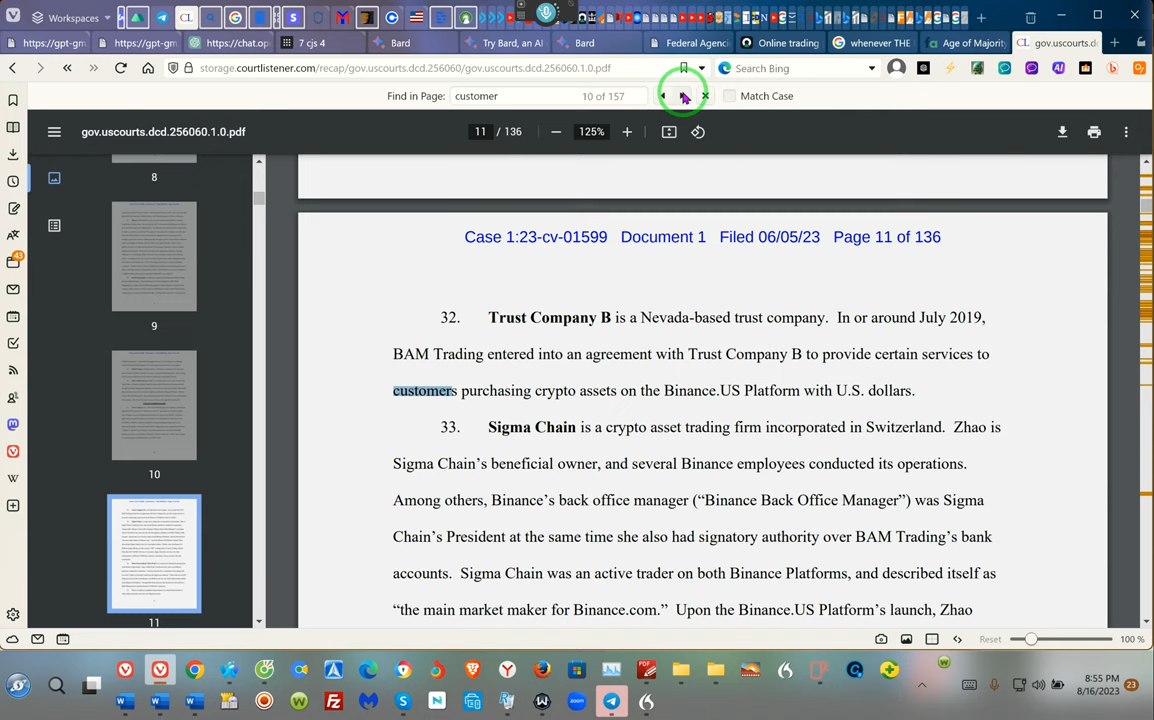 Workspaces
https://gpt-gm
https://gpt-gm
https://chat.op
7 cjs 4
Bard
Try Bard, an AI
Bard
Federal Agenc
Online trading
whenever THE
Age of Majority
gov.uscourts.dc
storage.courtlistener.com/recap/gov.uscourts.dcd.256060/gov.uscourts.dcd.256060.1.0.pdf
Search Bing
Find in Page: customer 10 of 157 Match Case
gov.uscourts.dcd.256060.1.0.pdf
11 / 136
125%
8
9
10
11
43
Case 1:23-cv-01599 Document 1 Filed 06/05/23 Page 11 of 136
32. Trust Company B is a Nevada-based trust company. In or around July 2019,
BAM Trading entered into an agreement with Trust Company B to provide certain services to
customers purchasing crypto assets on the Binance.US Platform with U.S. dollars.
33. Sigma Chain is a crypto asset trading firm incorporated in Switzerland. Zhao is
Sigma Chain’s beneficial owner, and several Binance employees conducted its operations.
Among others, Binance’s back office manager (“Binance Back Office Manager”) was Sigma
Chain’s President at the same time she also had signatory authority over BAM Trading’s bank
accounts. Sigma Chain was an active trader on both Binance Platforms, and described itself as
“the main market maker for Binance.com.” Upon the Binance.US Platform’s launch, Zhao
Reset
100 %
zoom
8:55 PM
8/16/2023
23